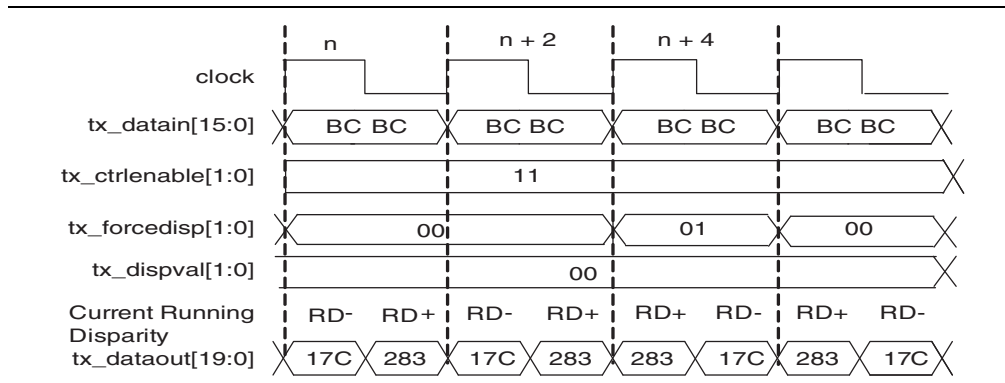 n n + 2 n + 4
clock
tx_datain[15:0] BC BC BC BC BC BC BC BC
tx_ctrlenable[1:0] 11
tx_forcedisp[1:0] 00 01 00
tx_dispval[1:0] 00
Current Running RD- RD+ RD- RD+ RD+ RD- RD+ RD-
Disparity
tx_dataout[19:0] 17C 283 17C 283 283 17C 283 17C